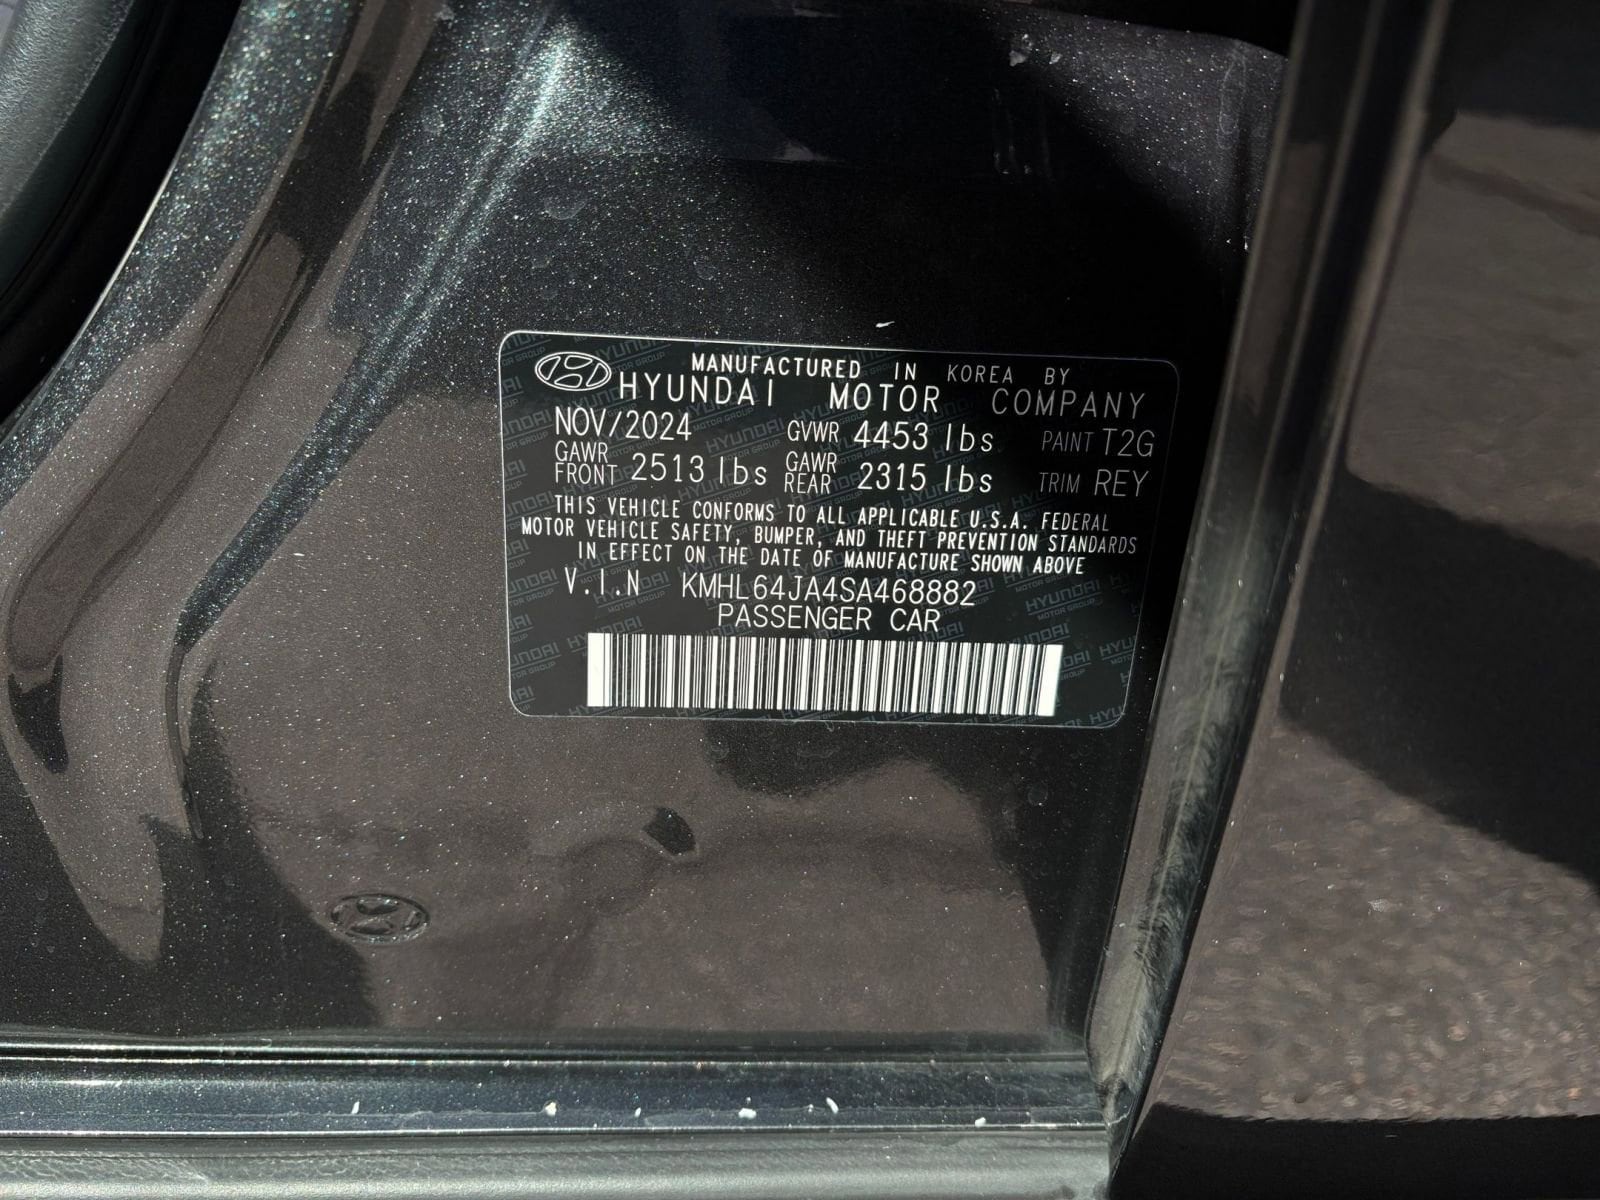 MANUFACTURED IN KOREA BY
HYUNDAI MOTOR COMPANY
NOV/2024 GVWR 4453 lbs PAINT T2G
GAWR FRONT 2513 lbs GAWR REAR 2315 lbs TRIM REY
THIS VEHICLE CONFORMS TO ALL APPLICABLE U.S.A. FEDERAL
MOTOR VEHICLE SAFETY, BUMPER, AND THEFT PREVENTION STANDARDS
IN EFFECT ON THE DATE OF MANUFACTURE SHOWN ABOVE
V.I.N KMHL64JA4SA468882
PASSENGER CAR